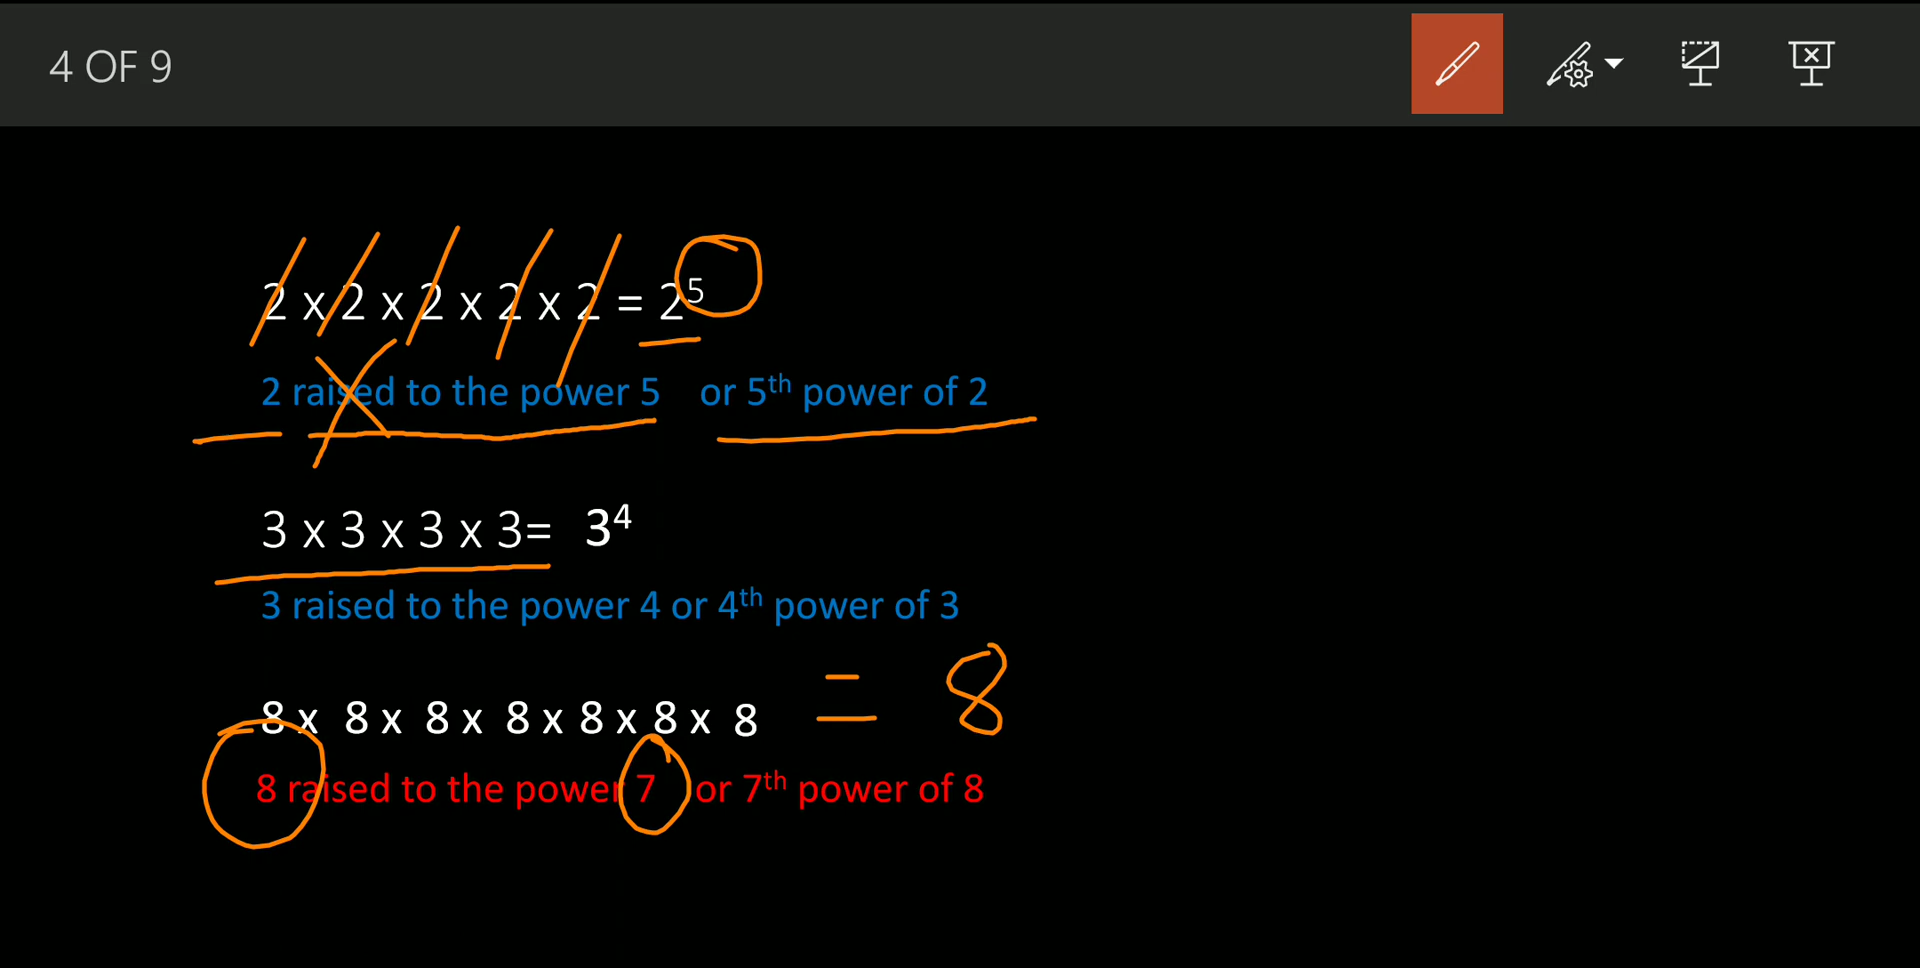 4 OF 9
2 x 2 x 2 x 2 x 2 = 2⁵
2 raised to the power 5 or 5ᵗʰ power of 2
3 x 3 x 3 x 3= 3⁴
3 raised to the power 4 or 4ᵗʰ power of 3
8 x 8 x 8 x 8 x 8 x 8 x 8 = 8
8 raised to the power 7 or 7ᵗʰ power of 8